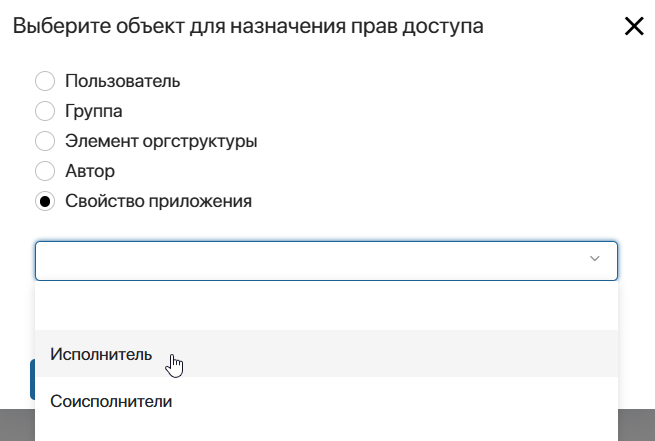 Выберите объект для назначения прав доступа
Пользователь
Группа
Элемент оргструктуры
Автор
Свойство приложения
Исполнитель
Соисполнители